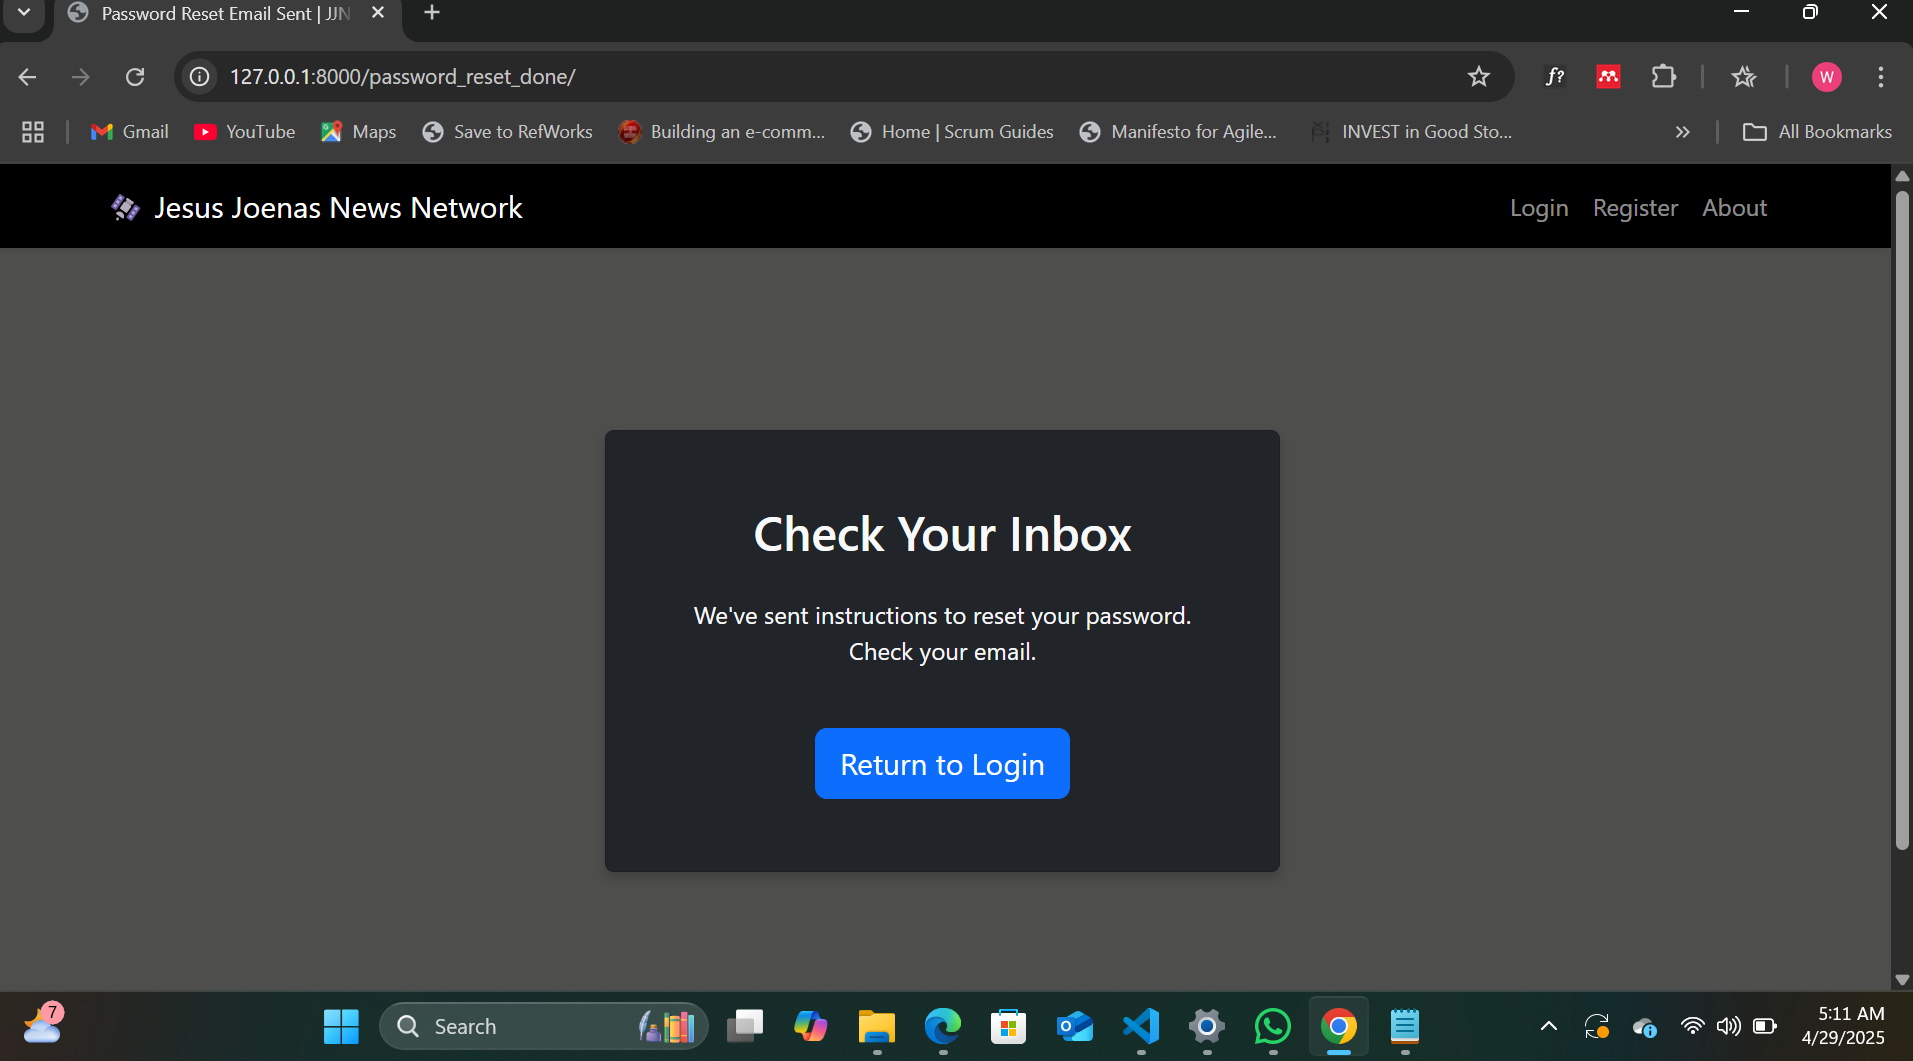 Password Reset Email Sent | JJN
127.0.0.1:8000/password_reset_done/
f?
W
Gmail
YouTube
Maps
Save to RefWorks
Building an e-comm...
Home | Scrum Guides
Manifesto for Agile...
INVEST in Good Sto...
»
All Bookmarks
Jesus Joenas News Network
Login
Register
About
Check Your Inbox
We've sent instructions to reset your password.
Check your email.
Return to Login
7
Search
5:11 AM
4/29/2025